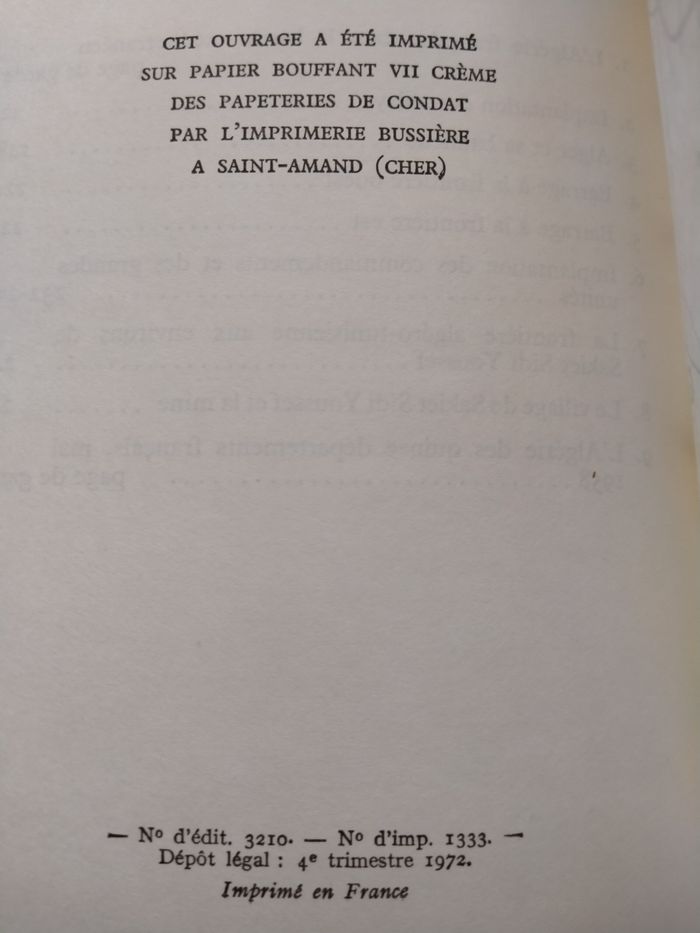 CET OUVRAGE A ÉTÉ IMPRIMÉ
SUR PAPIER BOUFFANT VII CRÈME
DES PAPETERIES DE CONDAT
PAR L'IMPRIMERIE BUSSIÈRE
A SAINT-AMAND (CHER)
— Nº d'édit. 3210. — Nº d'imp. 1333. —
Dépôt légal : 4e trimestre 1972.
Imprimé en France